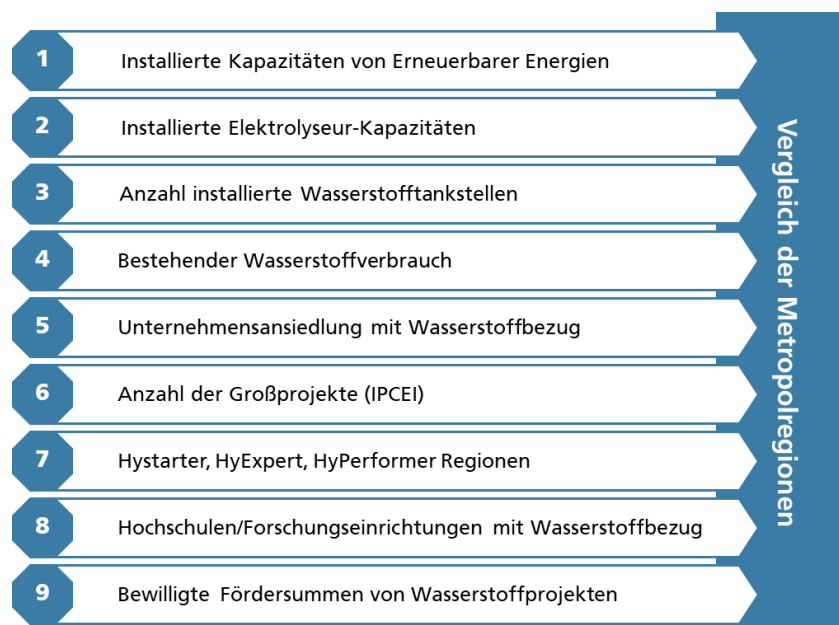 1 Installierte Kapazitäten von Erneuerbarer Energien
2 Installierte Elektrolyseur-Kapazitäten
3 Anzahl installierte Wasserstofftankstellen
4 Bestehender Wasserstoffverbrauch
5 Unternehmensansiedlung mit Wasserstoffbezug
6 Anzahl der Großprojekte (IPCEI)
7 Hystarter, HyExpert, HyPerformer Regionen
8 Hochschulen/Forschungseinrichtungen mit Wasserstoffbezug
9 Bewilligte Fördersummen von Wasserstoffprojekten
Vergleich der Metropolregionen